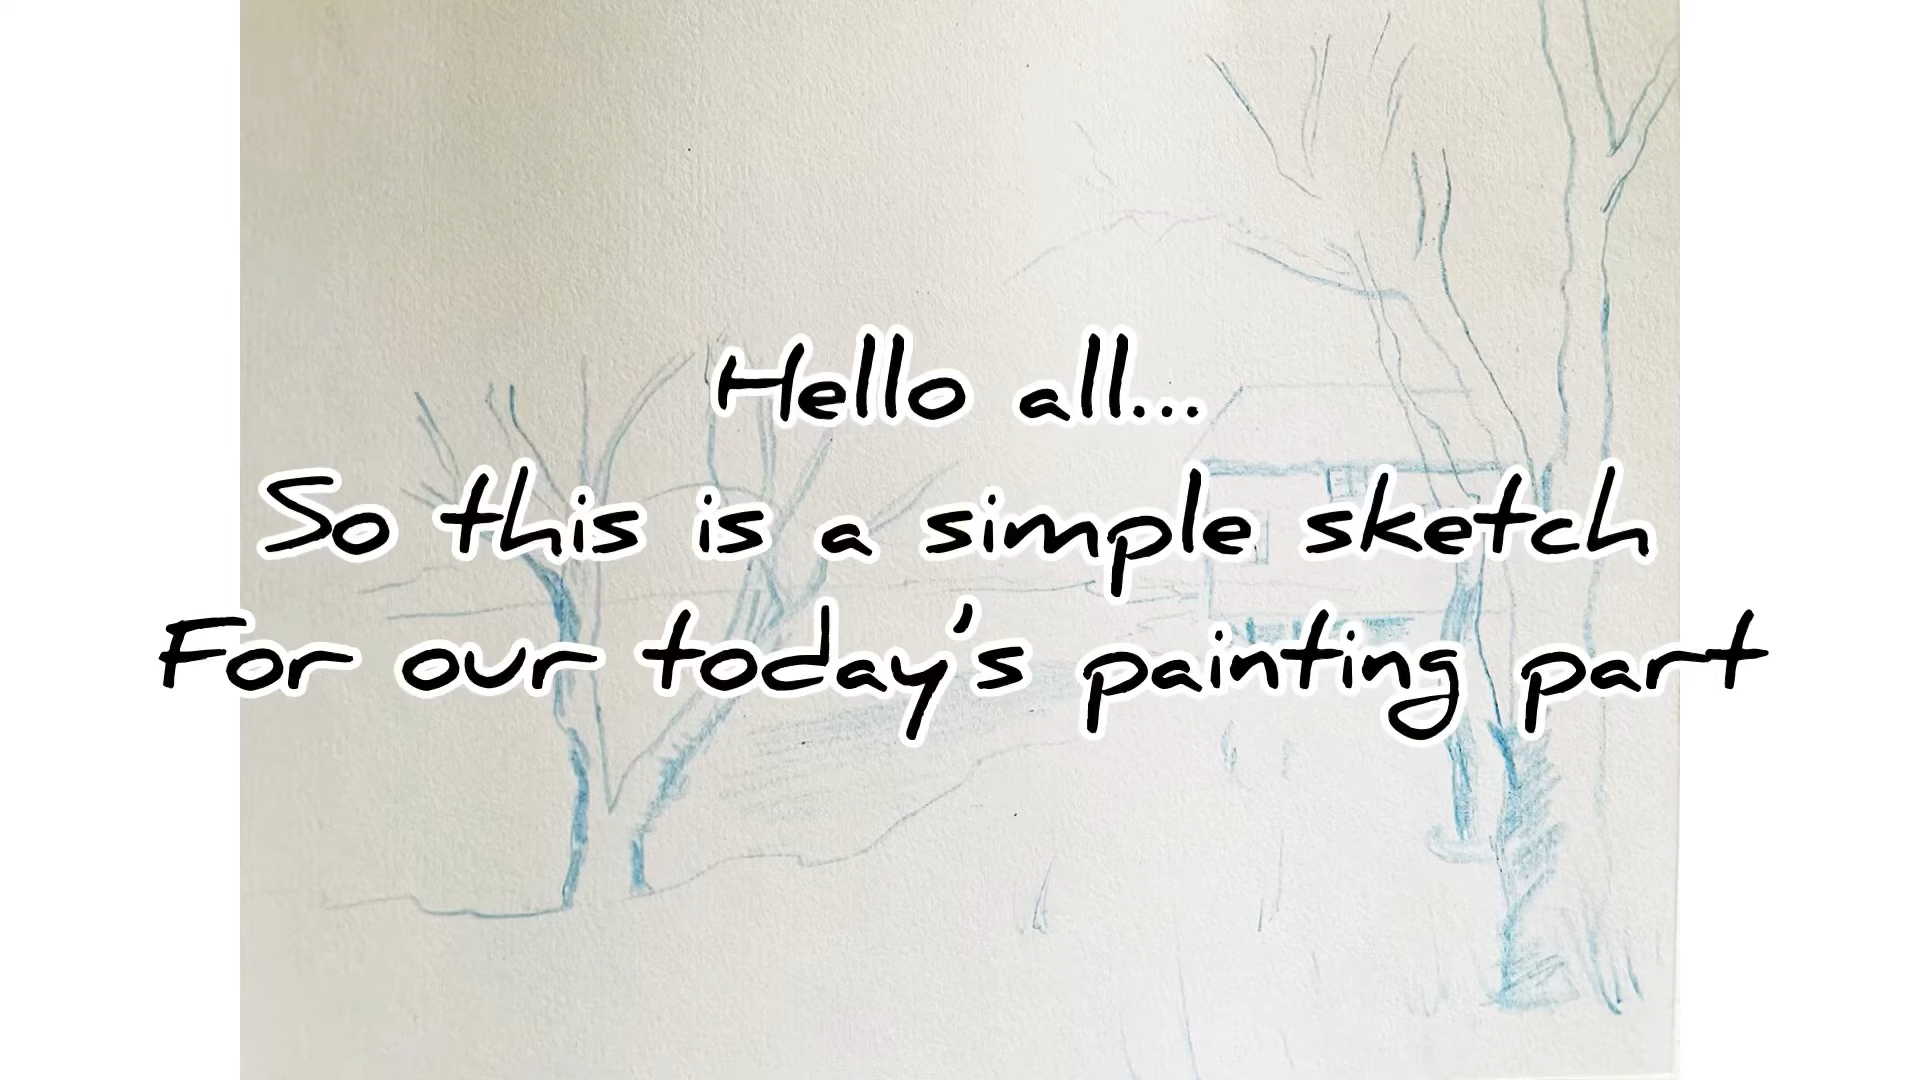 Hello all...
So this is a simple sketch
For our today's painting part